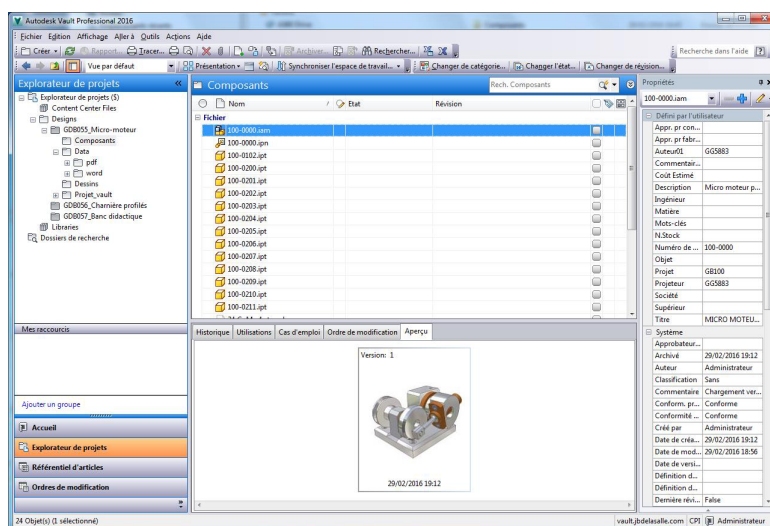 Autodesk Vault Professional 2016
Fichier Edition Affichage Aller à Outils Actions Aide
Créer Rapport... Tracer... Archiver... Rechercher... Recherche dans l'aide
Vue par défaut Présentation Synchroniser l'espace de travail... Changer de catégorie... Changer l'état... Changer de révision...
Explorateur de projets
Explorateur de projets ($)
Content Center Files
Designs
GDB055_Micro-moteur
Composants
Data
pdf
word
Dessins
Projet_vault
GDB056_Charnière profilés
GDB057_Banc didactique
Libraries
Dossiers de recherche
Mes raccourcis
Ajouter un groupe
Accueil
Explorateur de projets
Référentiel d'articles
Ordres de modification
Composants
Rech. Composants
Nom Etat Révision
Fichier
100-0000.iam
100-0000.ipn
100-0102.ipt
100-0200.ipt
100-0201.ipt
100-0202.ipt
100-0203.ipt
100-0204.ipt
100-0205.ipt
100-0206.ipt
100-0207.ipt
100-0208.ipt
100-0209.ipt
100-0210.ipt
100-0211.ipt
Historique Utilisations Cas d'emploi Ordre de modification Aperçu
Version: 1
29/02/2016 19:12
Propriétés
100-0000.iam
Défini par l'utilisateur
Appr. pr con...
Appr. pr fabr...
Auteur01 GG5883
Commentair...
Coût Estimé
Description Micro moteur p...
Ingénieur
Matière
Mots-clés
N.Stock
Numéro de ... 100-0000
Objet
Projet GB100
Projeteur GG5883
Société
Supérieur
Titre MICRO MOTEU...
Système
Approbateur...
Archivé 29/02/2016 19:12
Auteur Administrateur
Classification Sans
Commentaire Chargement ver...
Conform. pr... Conforme
Conformité ... Conforme
Créé par Administrateur
Date de créa... 29/02/2016 19:12
Date de mod... 29/02/2016 18:56
Date de versi...
Définition d...
Définition d...
Dernière révi... False
24 Objet(s) (1 sélectionné)
vault.jbdelasalle.com CPI Administrateur